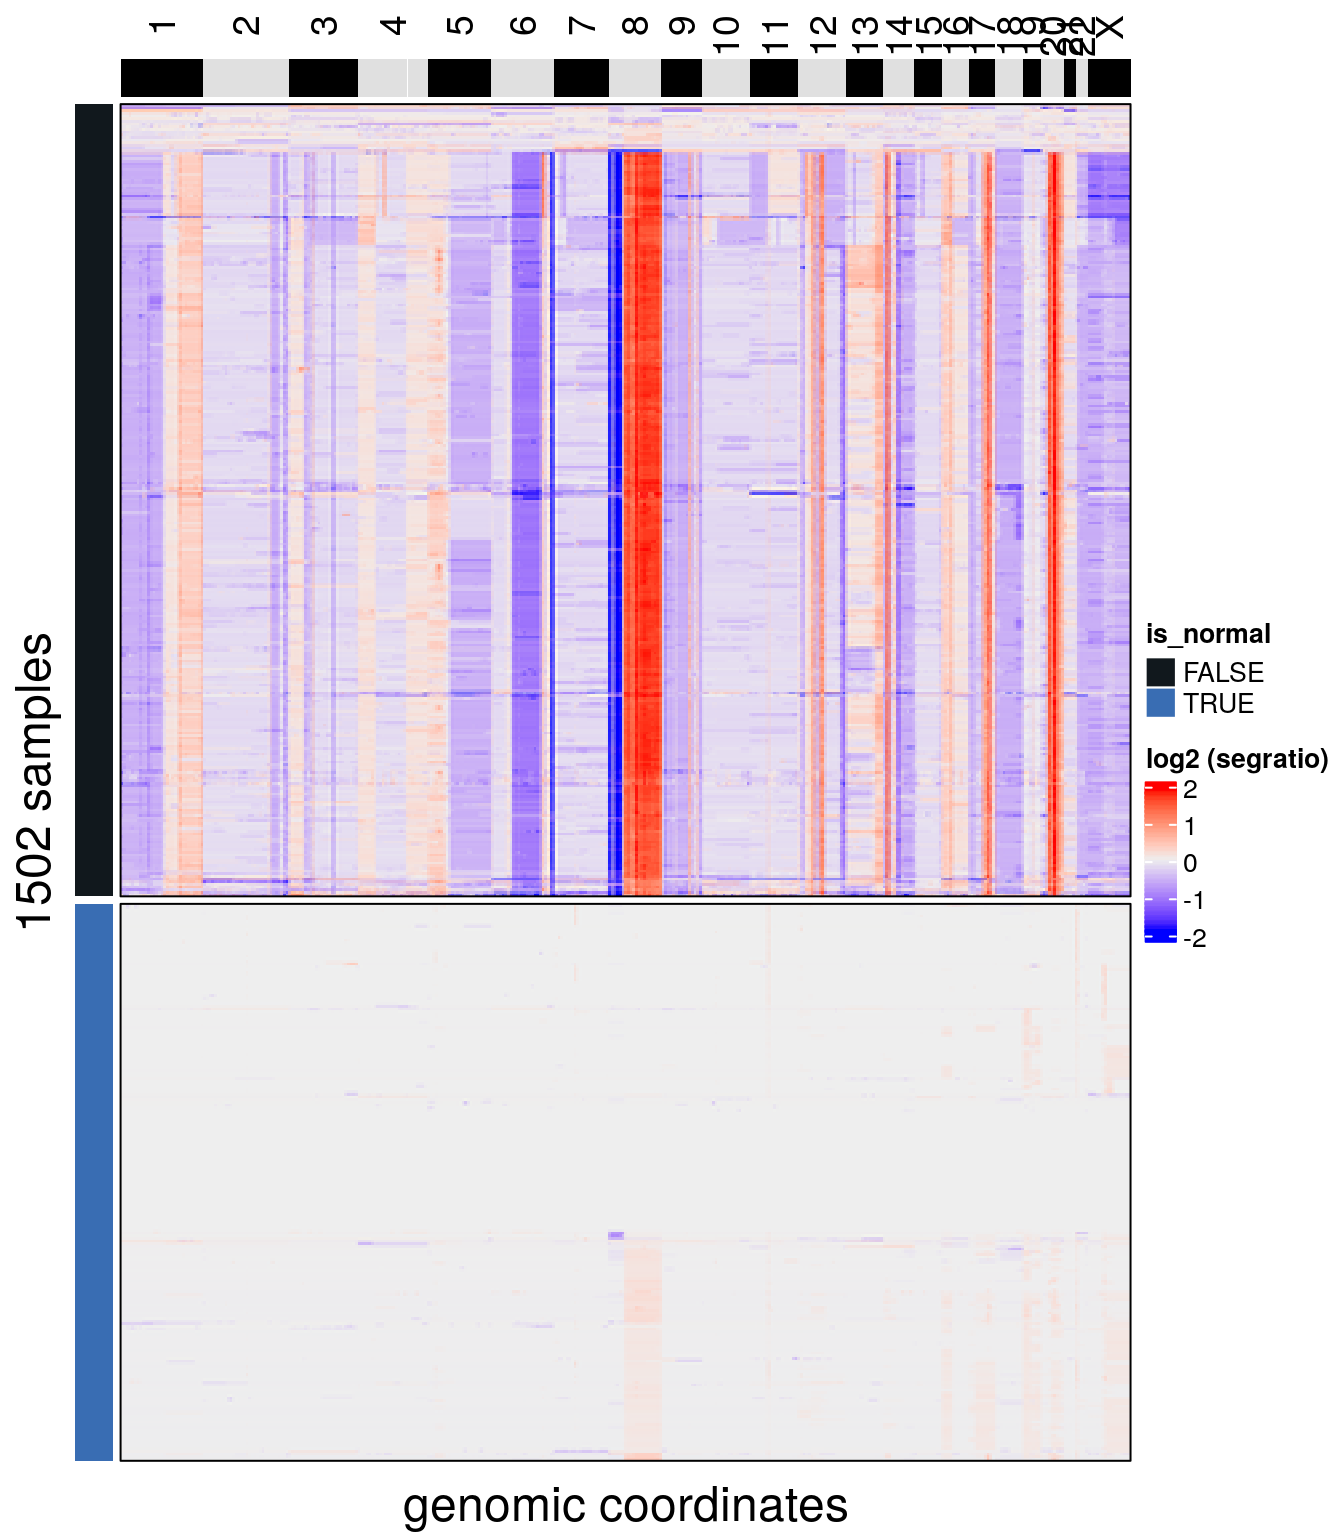 1 2 3 4 5 6 7 8 9 10 11 12 13 14 15 16 17 18 19 20 21 22 X
1502 samples
is_normal
FALSE
TRUE
log2 (segratio)
2
1
0
-1
-2
genomic coordinates